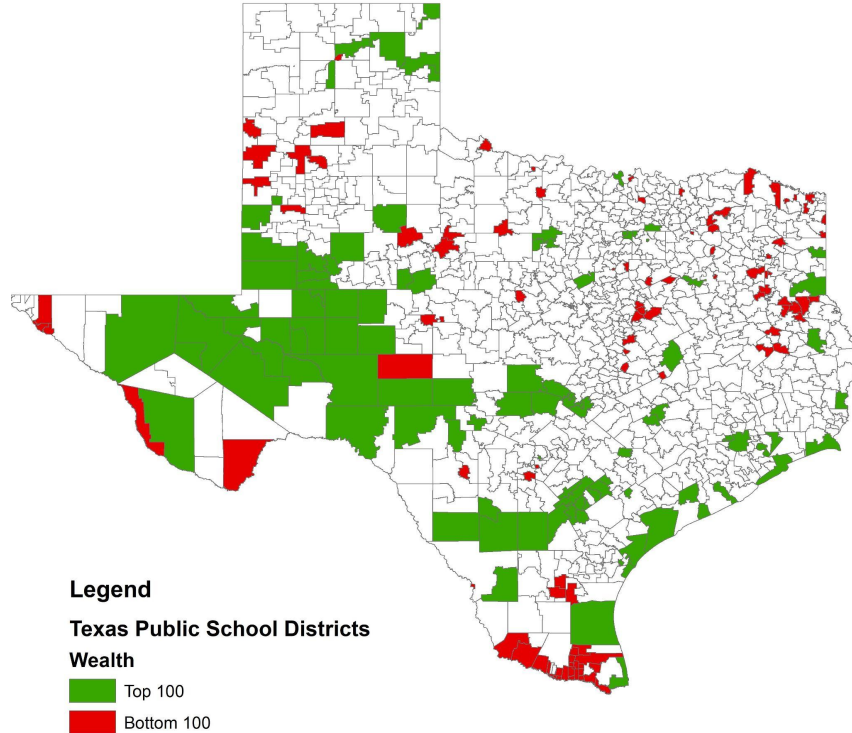 Legend
Texas Public School Districts
Wealth
Top 100
Bottom 100